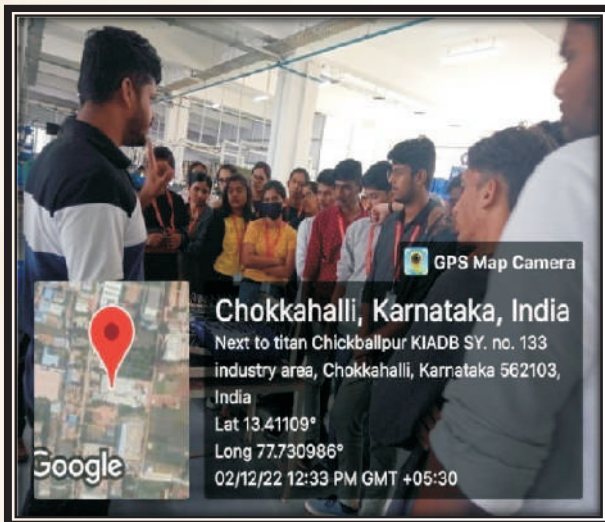 GPS Map Camera
Chokkahalli, Karnataka, India
Next to titan Chickballpur KIADB SY. no. 133
industry area, Chokkahalli, Karnataka 562103,
India
Lat 13.41109°
Long 77.730986°
02/12/22 12:33 PM GMT +05:30
Google